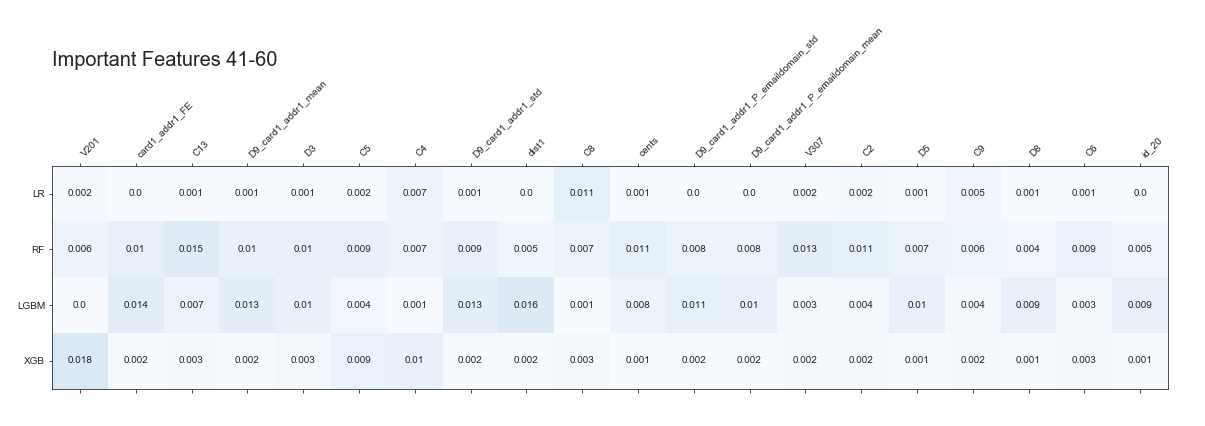 Important Features 41-60
V201 card1_addr1_FE C13 D9_card1_addr1_mean D3 C5 C4 D9_card1_addr1_std dist1 C8 cents D9_card1_addr1_P_emaildomain_std D9_card1_addr1_P_emaildomain_mean V307 C2 D5 C9 D8 C6 id_20
LR 0.002 0.0 0.001 0.001 0.001 0.002 0.007 0.001 0.0 0.011 0.001 0.0 0.0 0.002 0.002 0.001 0.005 0.001 0.001 0.0
RF 0.006 0.01 0.015 0.01 0.01 0.009 0.007 0.009 0.005 0.007 0.011 0.008 0.008 0.013 0.011 0.007 0.006 0.004 0.009 0.005
LGBM 0.0 0.014 0.007 0.013 0.01 0.004 0.001 0.013 0.016 0.001 0.008 0.011 0.01 0.003 0.004 0.01 0.004 0.009 0.003 0.009
XGB 0.018 0.002 0.003 0.002 0.003 0.009 0.01 0.002 0.002 0.003 0.001 0.002 0.002 0.002 0.002 0.001 0.002 0.001 0.003 0.001